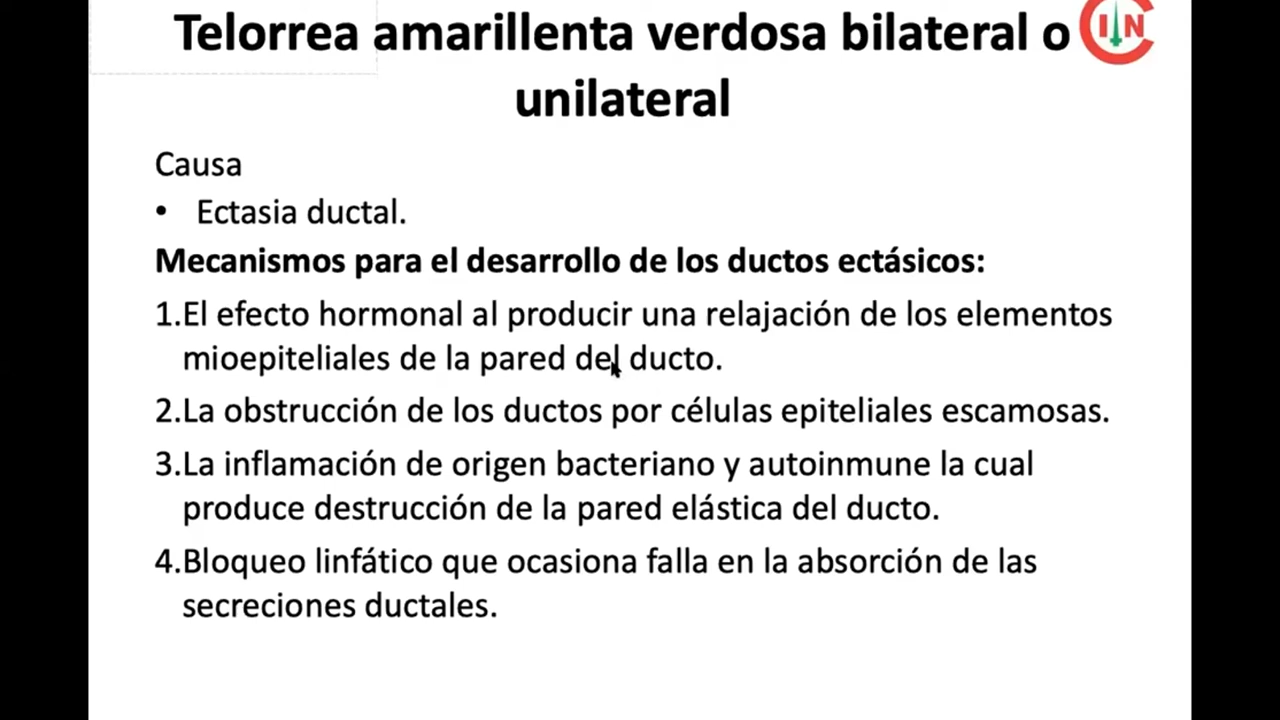 Telorrea amarillenta verdosa bilateral o
unilateral
CIN
Causa
• Ectasia ductal.
Mecanismos para el desarrollo de los ductos ectásicos:
1.El efecto hormonal al producir una relajación de los elementos
mioepiteliales de la pared del ducto.
2.La obstrucción de los ductos por células epiteliales escamosas.
3.La inflamación de origen bacteriano y autoinmune la cual
produce destrucción de la pared elástica del ducto.
4.Bloqueo linfático que ocasiona falla en la absorción de las
secreciones ductales.